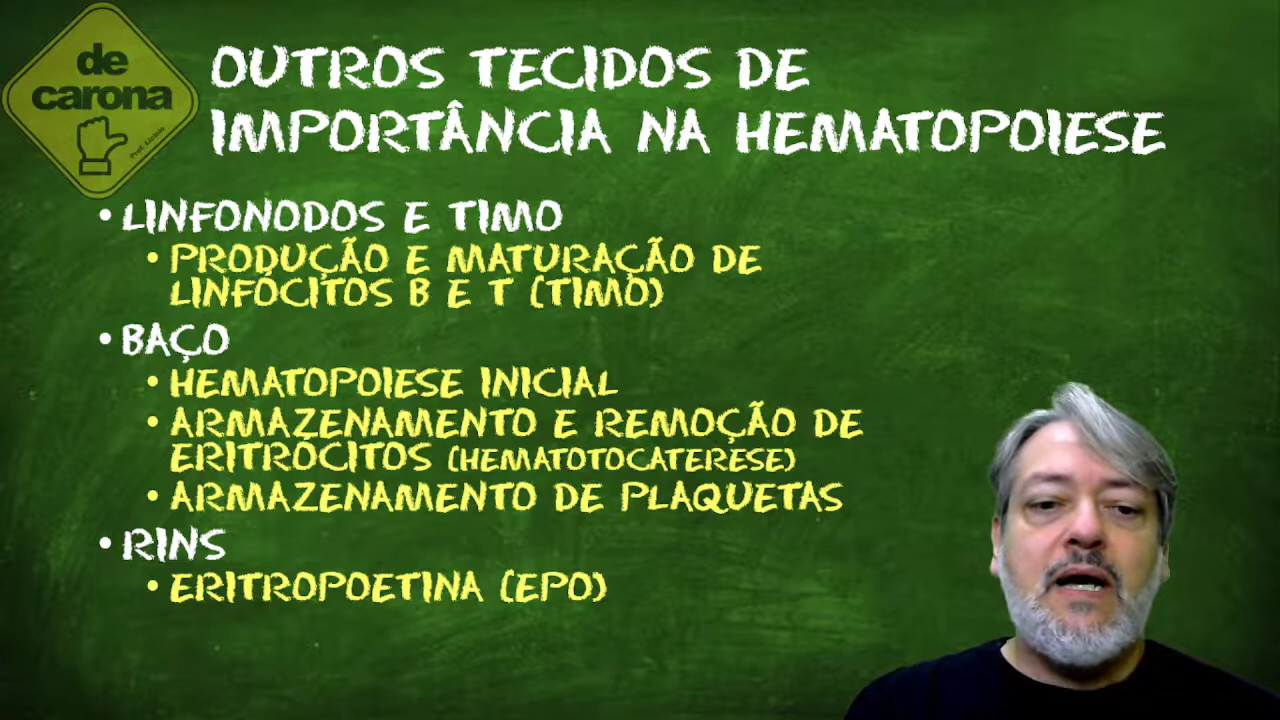 de
carona
Prof. Licinio
OUTROS TECIDOS DE
IMPORTÂNCIA NA HEMATOPOIESE
• LINFONODOS E TIMO
• PRODUÇÃO E MATURAÇÃO DE
LINFÓCITOS B E T (TIMO)
• BAÇO
• HEMATOPOIESE INICIAL
• ARMAZENAMENTO E REMOÇÃO DE
ERITRÓCITOS (HEMATOTOCATERESE)
• ARMAZENAMENTO DE PLAQUETAS
• RINS
• ERITROPOETINA (EPO)